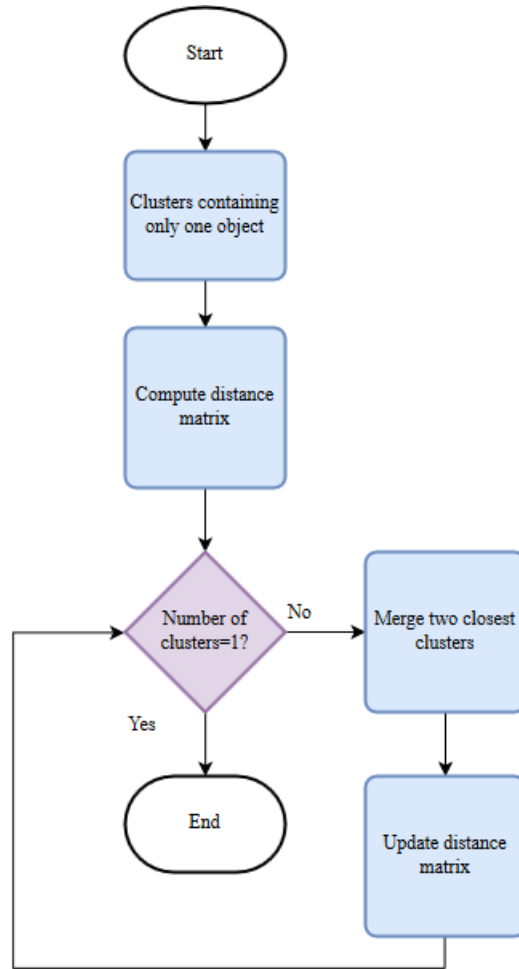 Start
Clusters containing
only one object
Compute distance
matrix
Number of
clusters=1?
No
Merge two closest
clusters
Yes
End
Update distance
matrix